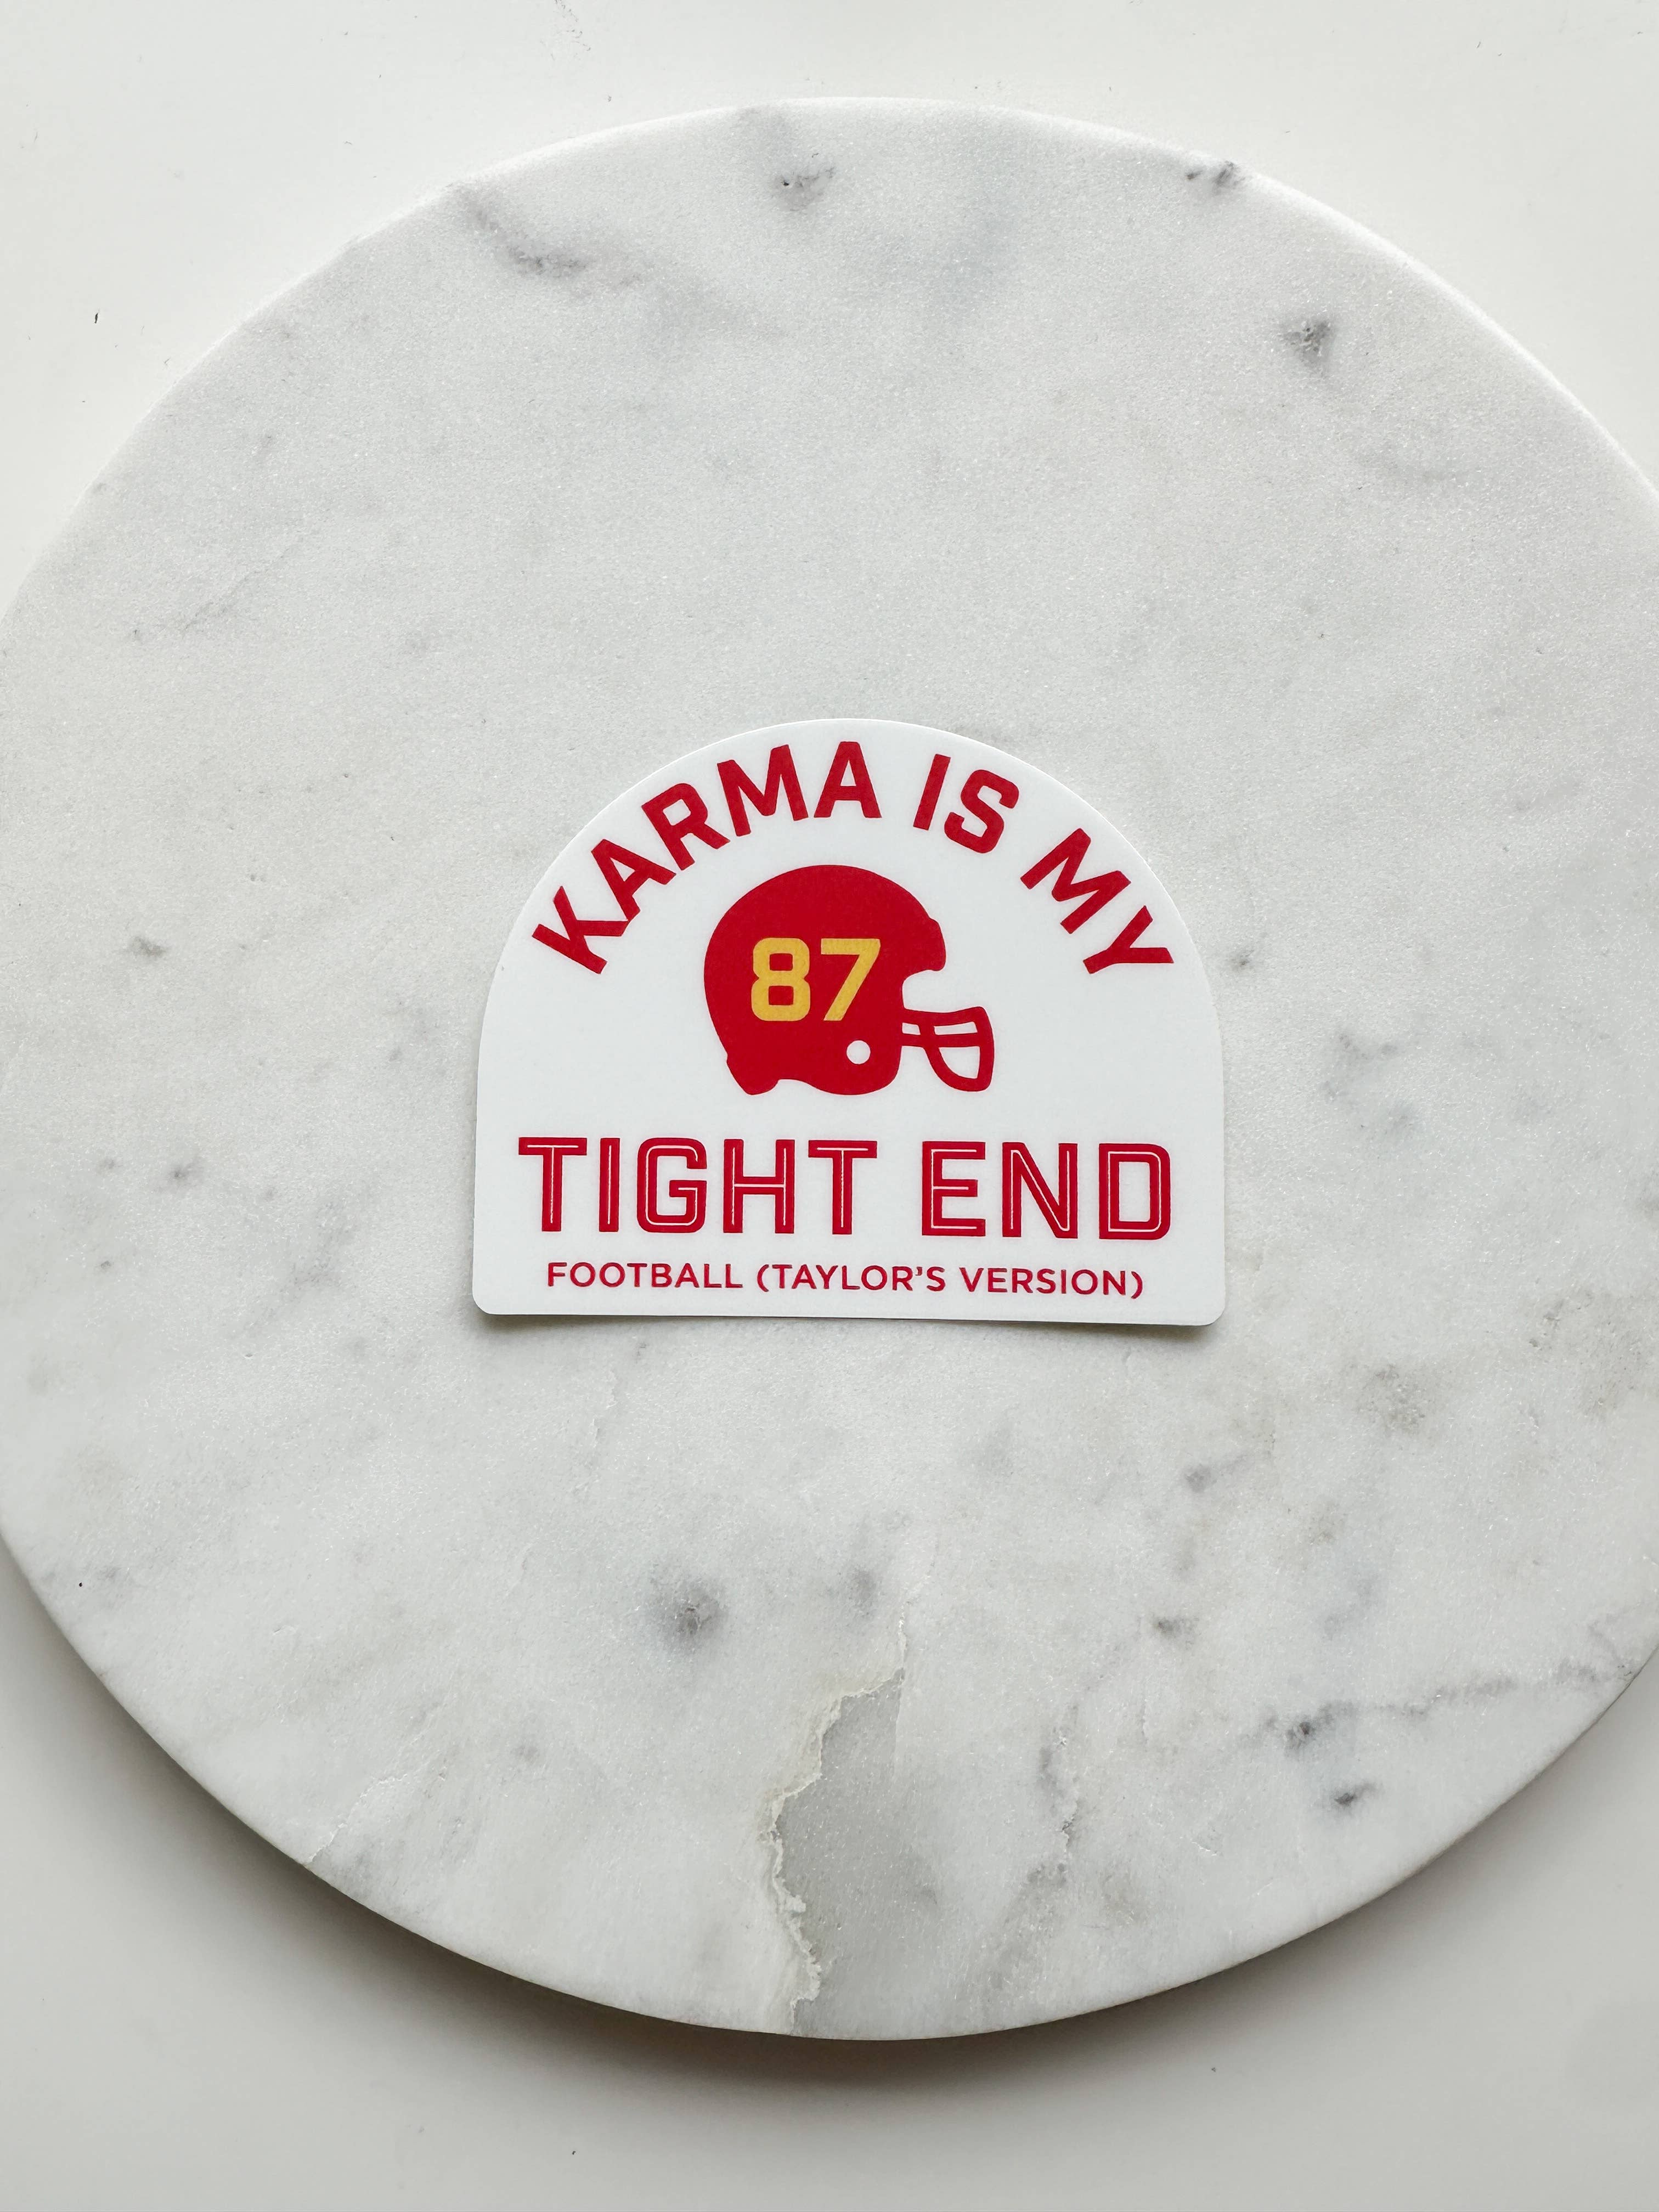 KARMA IS MY
87
TIGHT END
FOOTBALL (TAYLOR'S VERSION)